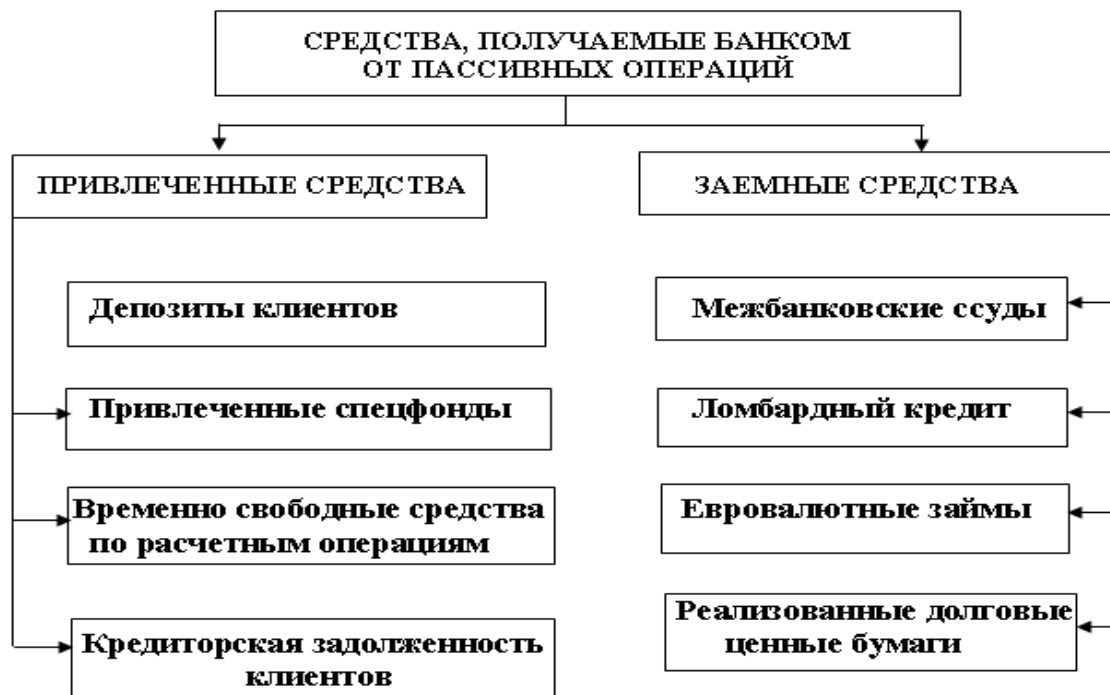 СРЕДСТВА, ПОЛУЧАЕМЫЕ БАНКОМ
ОТ ПАССИВНЫХ ОПЕРАЦИЙ
ПРИВЛЕЧЕННЫЕ СРЕДСТВА
Депозиты клиентов
Привлеченные спецфонды
Временно свободные средства
по расчетным операциям
Кредиторская задолженность
клиентов
ЗАЕМНЫЕ СРЕДСТВА
Межбанковские ссуды
Ломбардный кредит
Евровалютные займы
Реализованные долговые
ценные бумаги